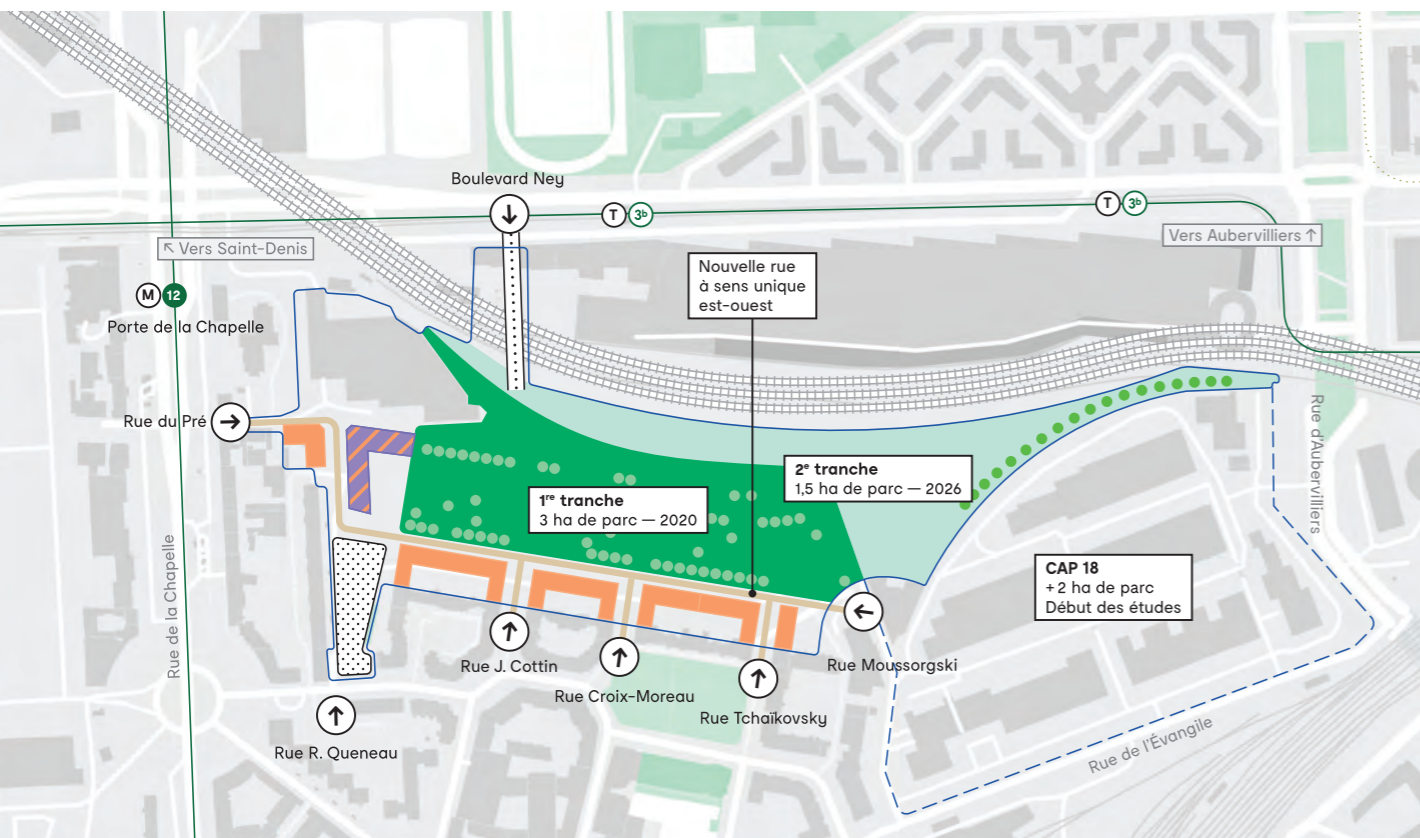 Boulevard Ney
T 3b
T 3b
↖ Vers Saint-Denis
Vers Aubervilliers ↑
Nouvelle rue
à sens unique
est-ouest
M 12
Porte de la Chapelle
Rue du Pré
2e tranche
1,5 ha de parc — 2026
1re tranche
3 ha de parc — 2020
Rue d'Aubervilliers
CAP 18
+2 ha de parc
Début des études
Rue de la Chapelle
Rue J. Cottin
Rue Moussorgski
Rue Croix-Moreau
Rue Tchaïkovsky
Rue R. Queneau
Rue de l'Évangile